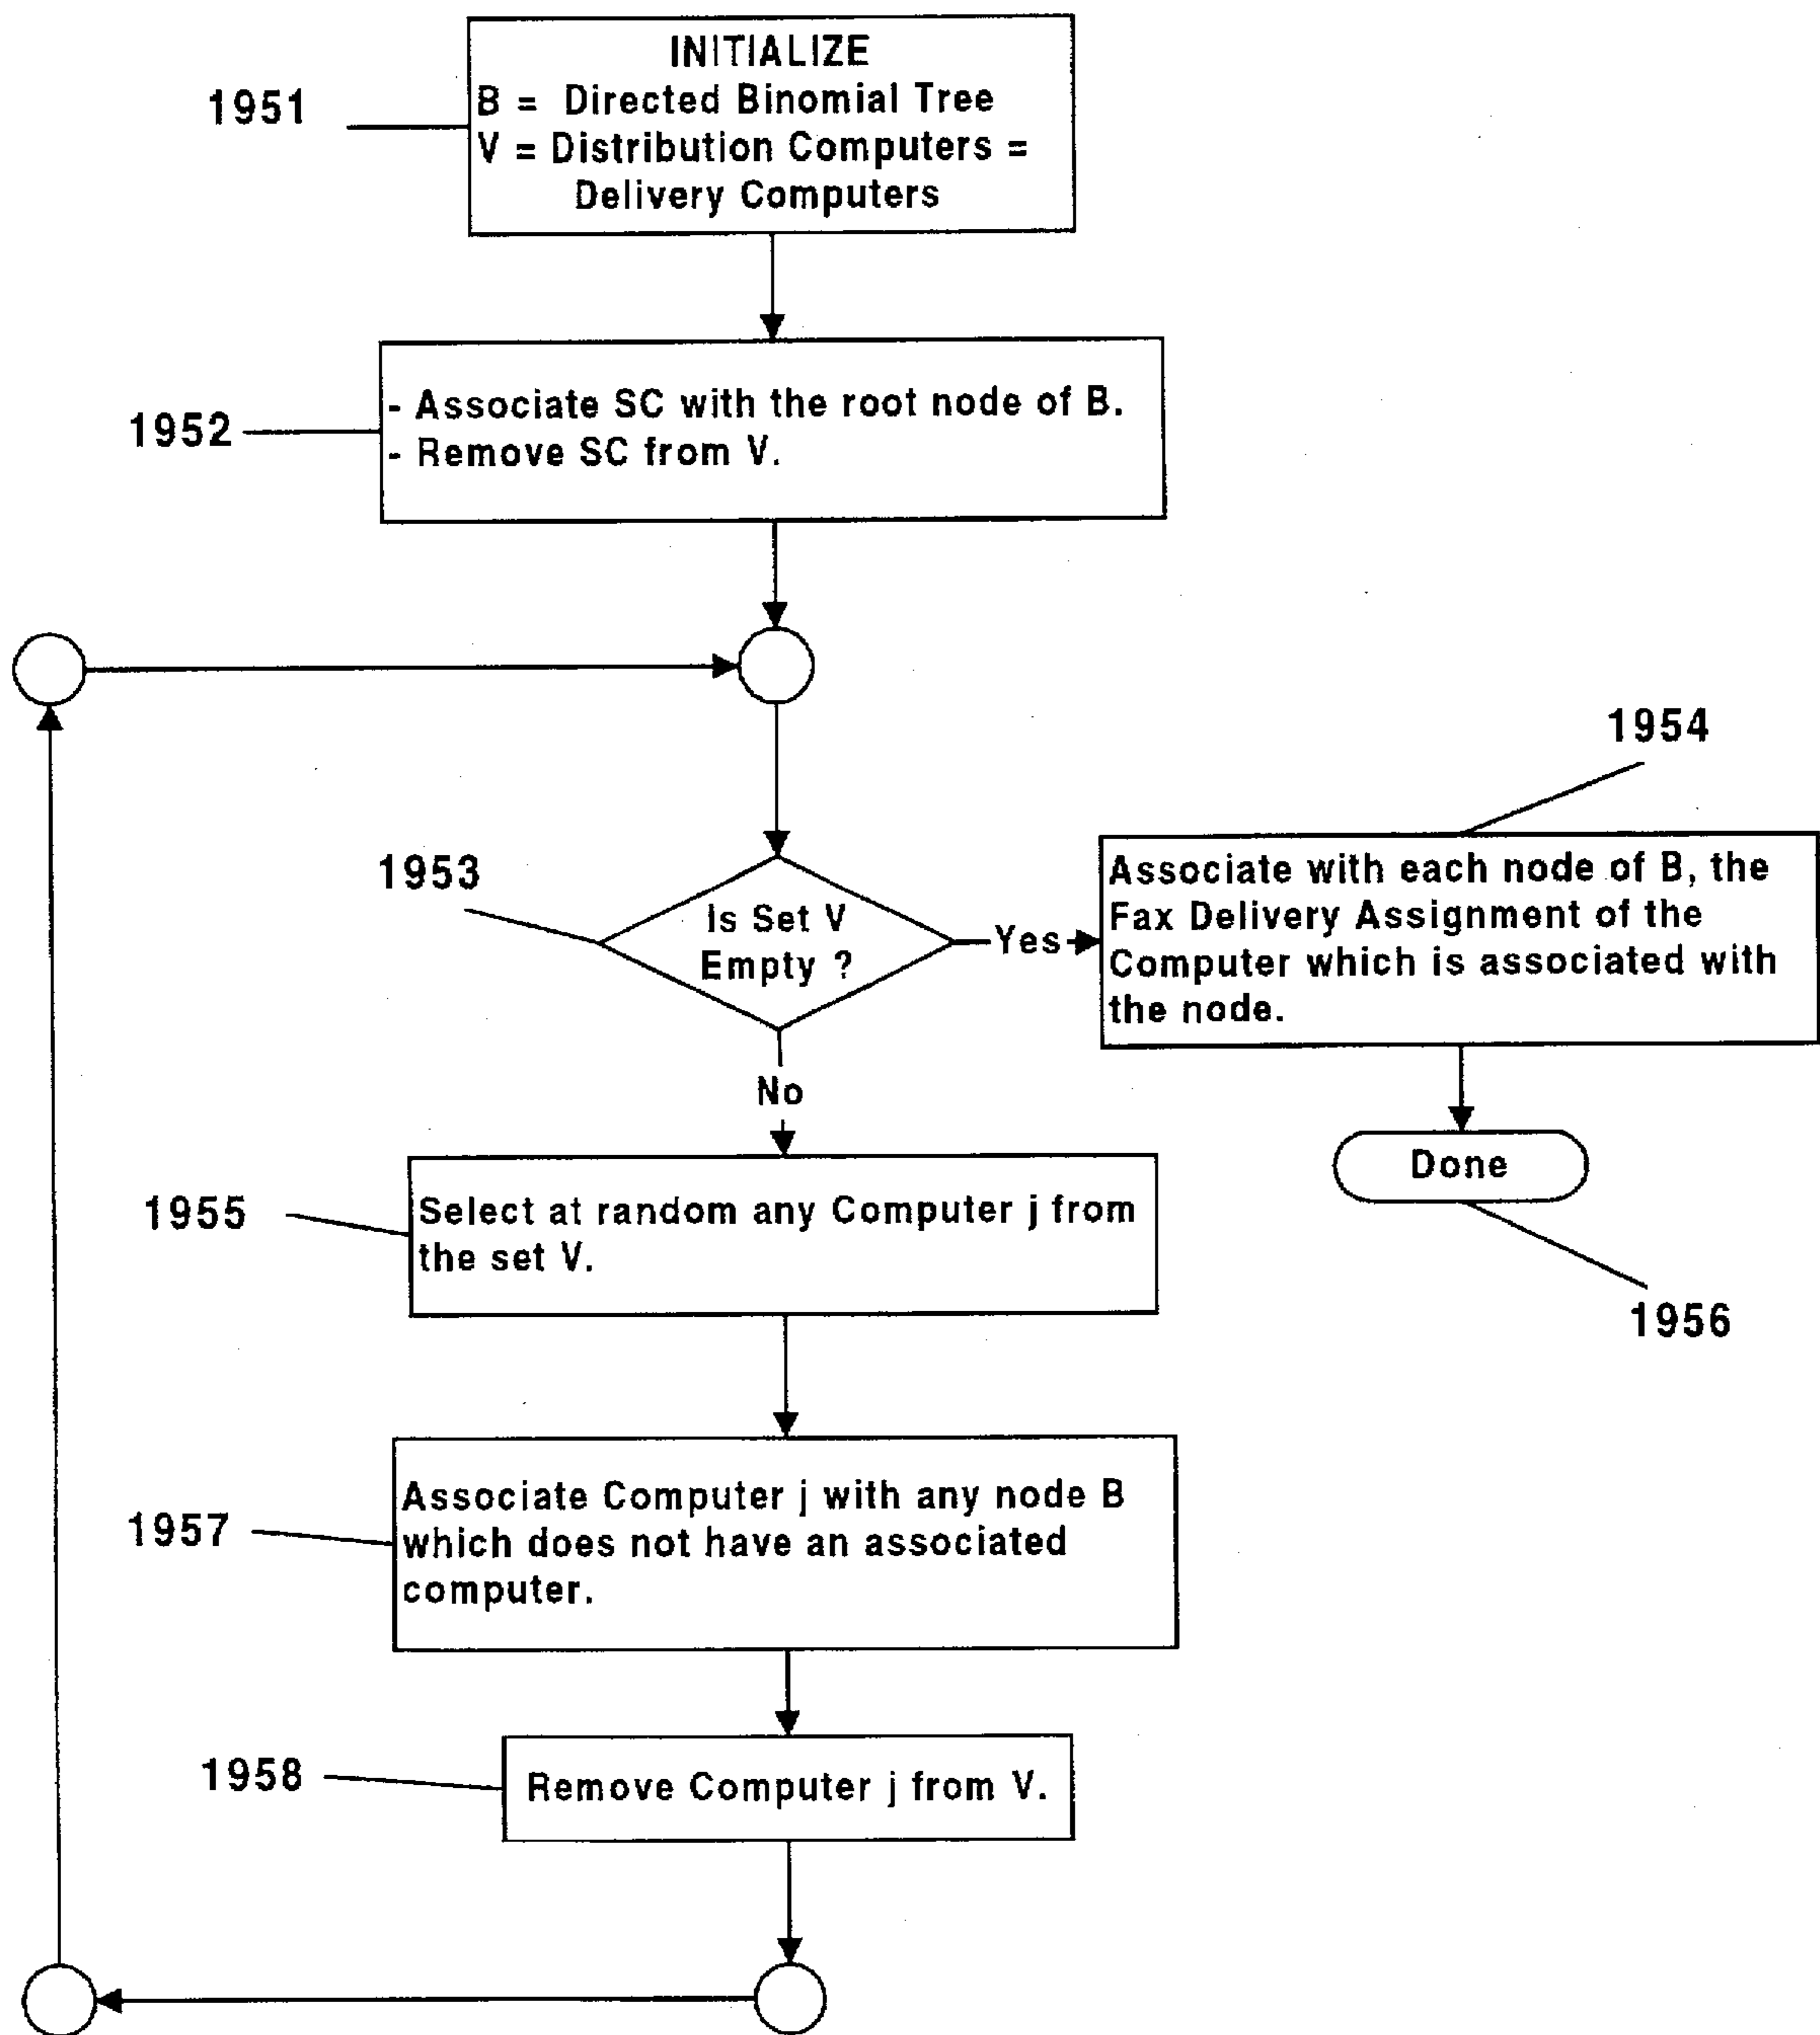 INITIALIZE
B = Directed Binomial Tree
V = Distribution Computers =
Delivery Computers
1951
- Associate SC with the root node of B.
- Remove SC from V.
1952
1953
Is Set V
Empty ?
Yes
1954
Associate with each node of B, the
Fax Delivery Assignment of the
Computer which is associated with
the node.
Done
1956
No
1955
Select at random any Computer j from
the set V.
1957
Associate Computer j with any node B
which does not have an associated
computer.
1958
Remove Computer j from V.